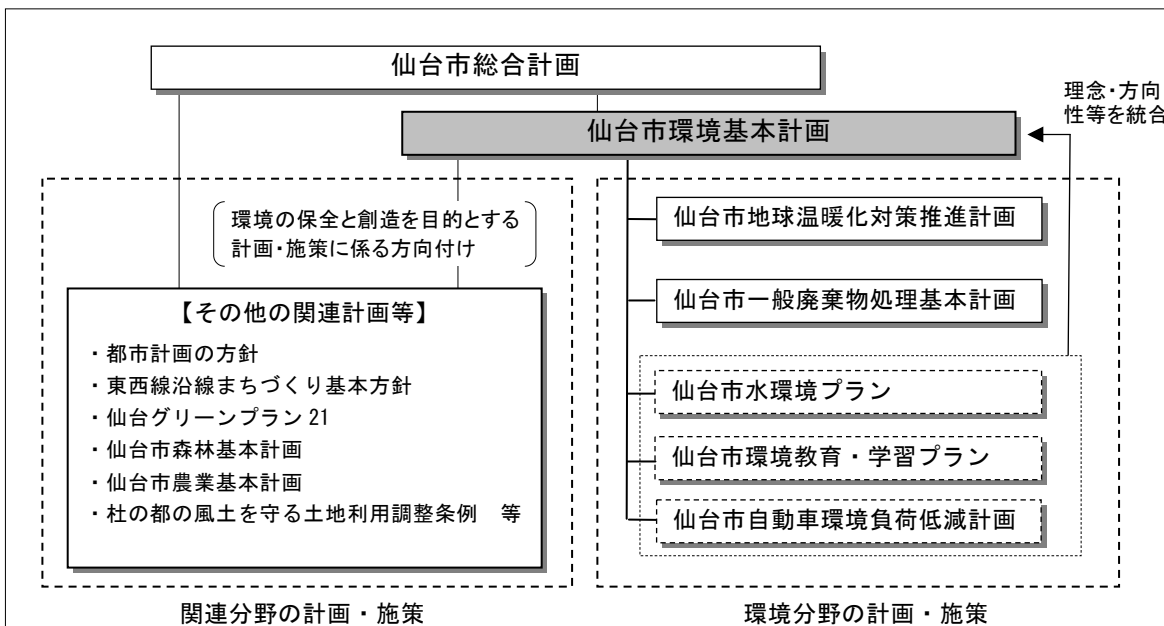 仙台市総合計画
理念・方向
性等を統合
仙台市環境基本計画
環境の保全と創造を目的とする
計画・施策に係る方向付け
【その他の関連計画等】
・都市計画の方針
・東西線沿線まちづくり基本方針
・仙台グリーンプラン 21
・仙台市森林基本計画
・仙台市農業基本計画
・杜の都の風土を守る土地利用調整条例　等
関連分野の計画・施策
仙台市地球温暖化対策推進計画
仙台市一般廃棄物処理基本計画
仙台市水環境プラン
仙台市環境教育・学習プラン
仙台市自動車環境負荷低減計画
環境分野の計画・施策